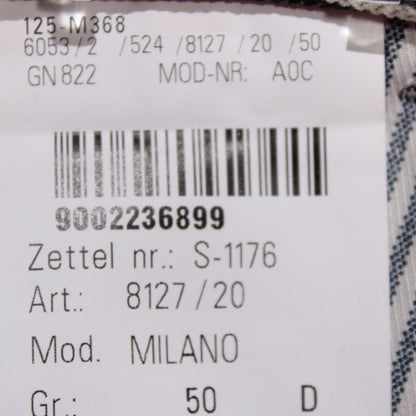 125-M368
6053/2 /524 /8127 /20 /50
GN822 MOD-NR: A0C
9002236899
Zettel nr.: S-1176
Art.: 8127/20
Mod. MILANO
Gr.: 50 D